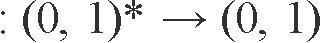 : (0, 1)* → (0, 1)